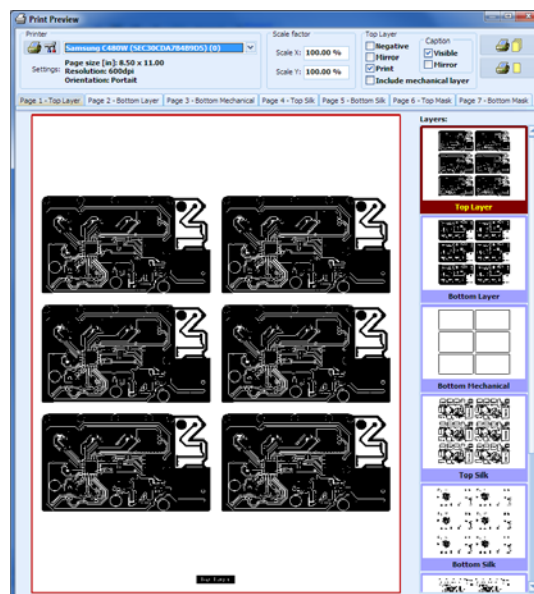 Print Preview
Printer
Samsung C480W (SEC30CDA7B4B9D5) (0)
Settings:
Page size [in]: 8.50 x 11.00
Resolution: 600dpi
Orientation: Portait
Scale factor
Scale X: 100.00 %
Scale Y: 100.00 %
Top Layer
Negative
Mirror
Print
Include mechanical layer
Caption
Visible
Mirror
Page 1 - Top Layer
Page 2 - Bottom Layer
Page 3 - Bottom Mechanical
Page 4 - Top Silk
Page 5 - Bottom Silk
Page 6 - Top Mask
Page 7 - Bottom Mask
Layers:
Top Layer
Bottom Layer
Bottom Mechanical
Top Silk
Bottom Silk
Top Layer